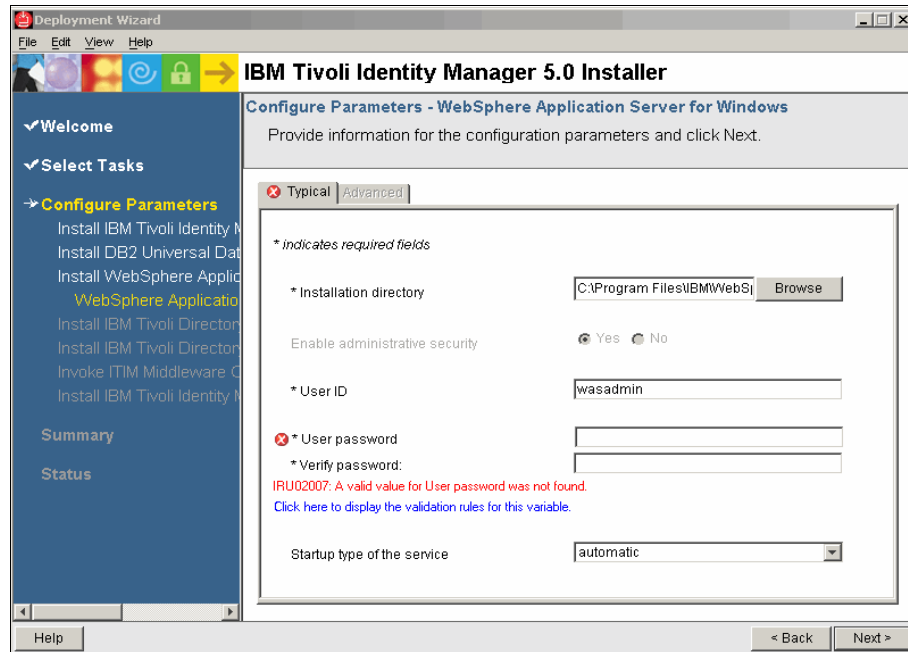 Deployment Wizard
File Edit View Help
IBM Tivoli Identity Manager 5.0 Installer
Welcome
Select Tasks
Configure Parameters
Install IBM Tivoli Identity M
Install DB2 Universal Dat
Install WebSphere Applic
WebSphere Applicatio
Install IBM Tivoli Director
Install IBM Tivoli Director
Invoke ITIM Middleware C
Install IBM Tivoli Identity M
Summary
Status
Configure Parameters - WebSphere Application Server for Windows
Provide information for the configuration parameters and click Next.
Typical Advanced
* indicates required fields
* Installation directory C:\Program Files\IBM\WebSp Browse
Enable administrative security Yes No
* User ID wasadmin
* User password
* Verify password:
IRU02007: A valid value for User password was not found.
Click here to display the validation rules for this variable.
Startup type of the service automatic
Help < Back Next >